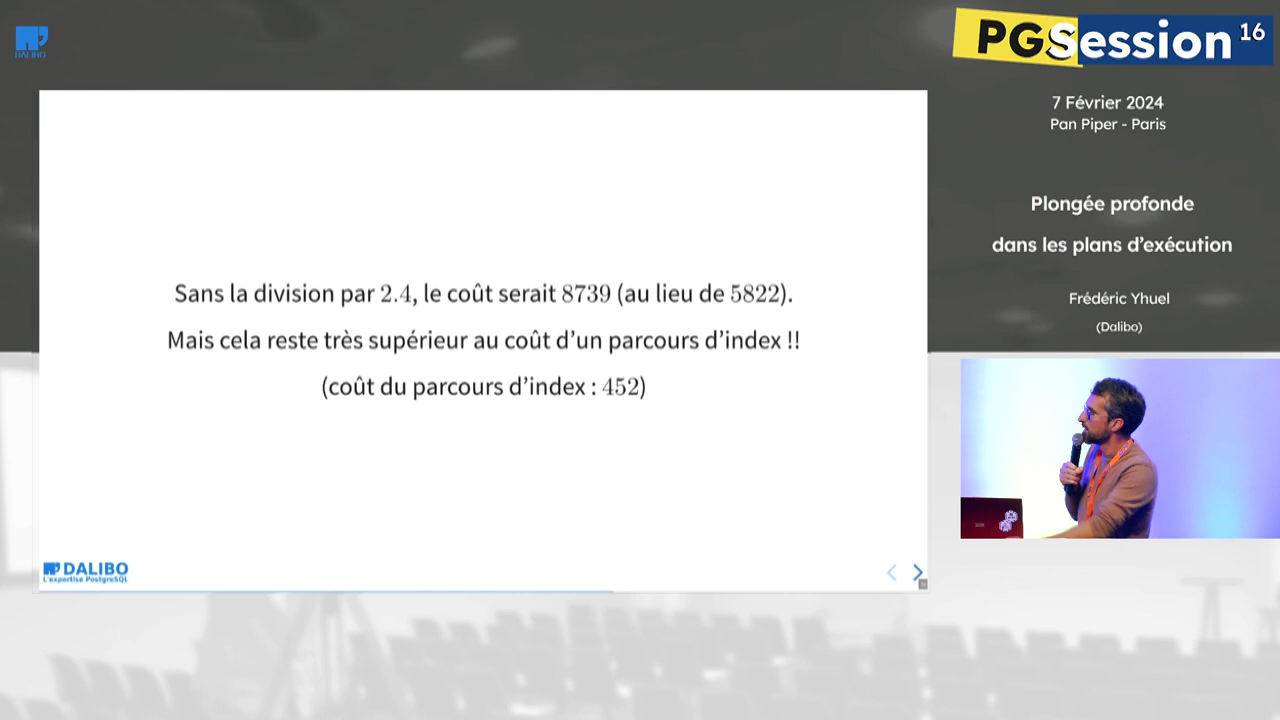 DALIBO
PGSession 16
7 Février 2024
Pan Piper - Paris
Plongée profonde
dans les plans d'exécution
Frédéric Yhuel
(Dalibo)
Sans la division par 2.4, le coût serait 8739 (au lieu de 5822).
Mais cela reste très supérieur au coût d'un parcours d'index !!
(coût du parcours d'index : 452)
DALIBO
L'expertise PostgreSQL